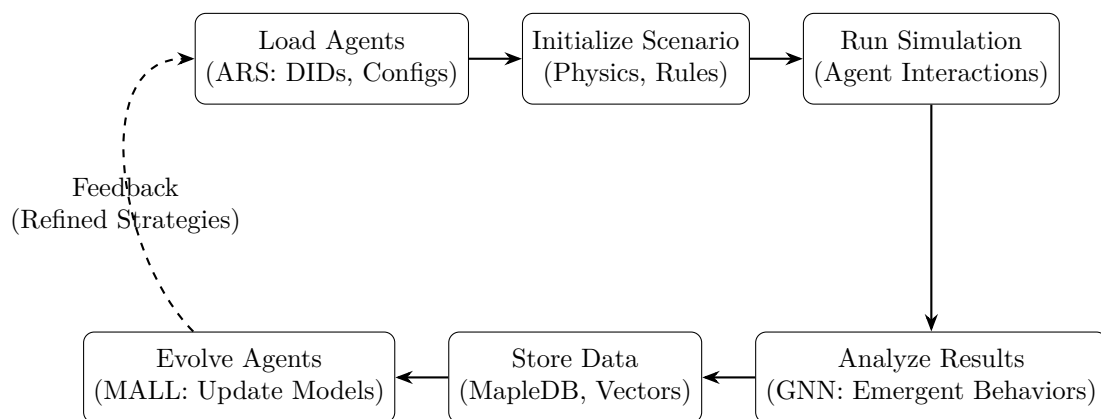 Load Agents
(ARS: DIDs, Configs)
Initialize Scenario
(Physics, Rules)
Run Simulation
(Agent Interactions)
Feedback
(Refined Strategies)
Evolve Agents
(MALL: Update Models)
Store Data
(MapleDB, Vectors)
Analyze Results
(GNN: Emergent Behaviors)